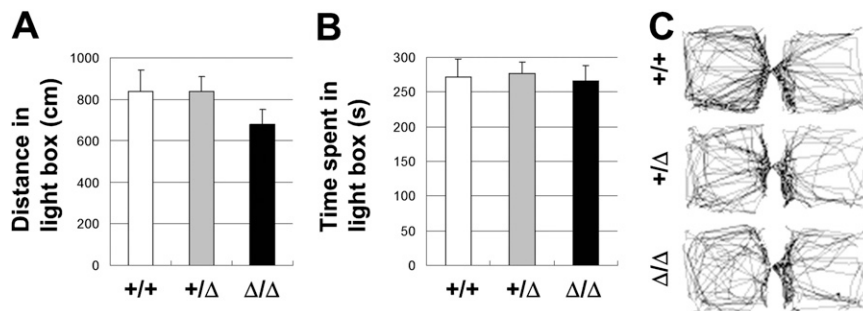 A
Distance in
light box (cm)
1000
800
600
400
200
0
+/+
+/Δ
Δ/Δ
B
Time spent in
light box (s)
300
250
200
150
100
50
0
+/+
+/Δ
Δ/Δ
C
+/+
+/Δ
Δ/Δ